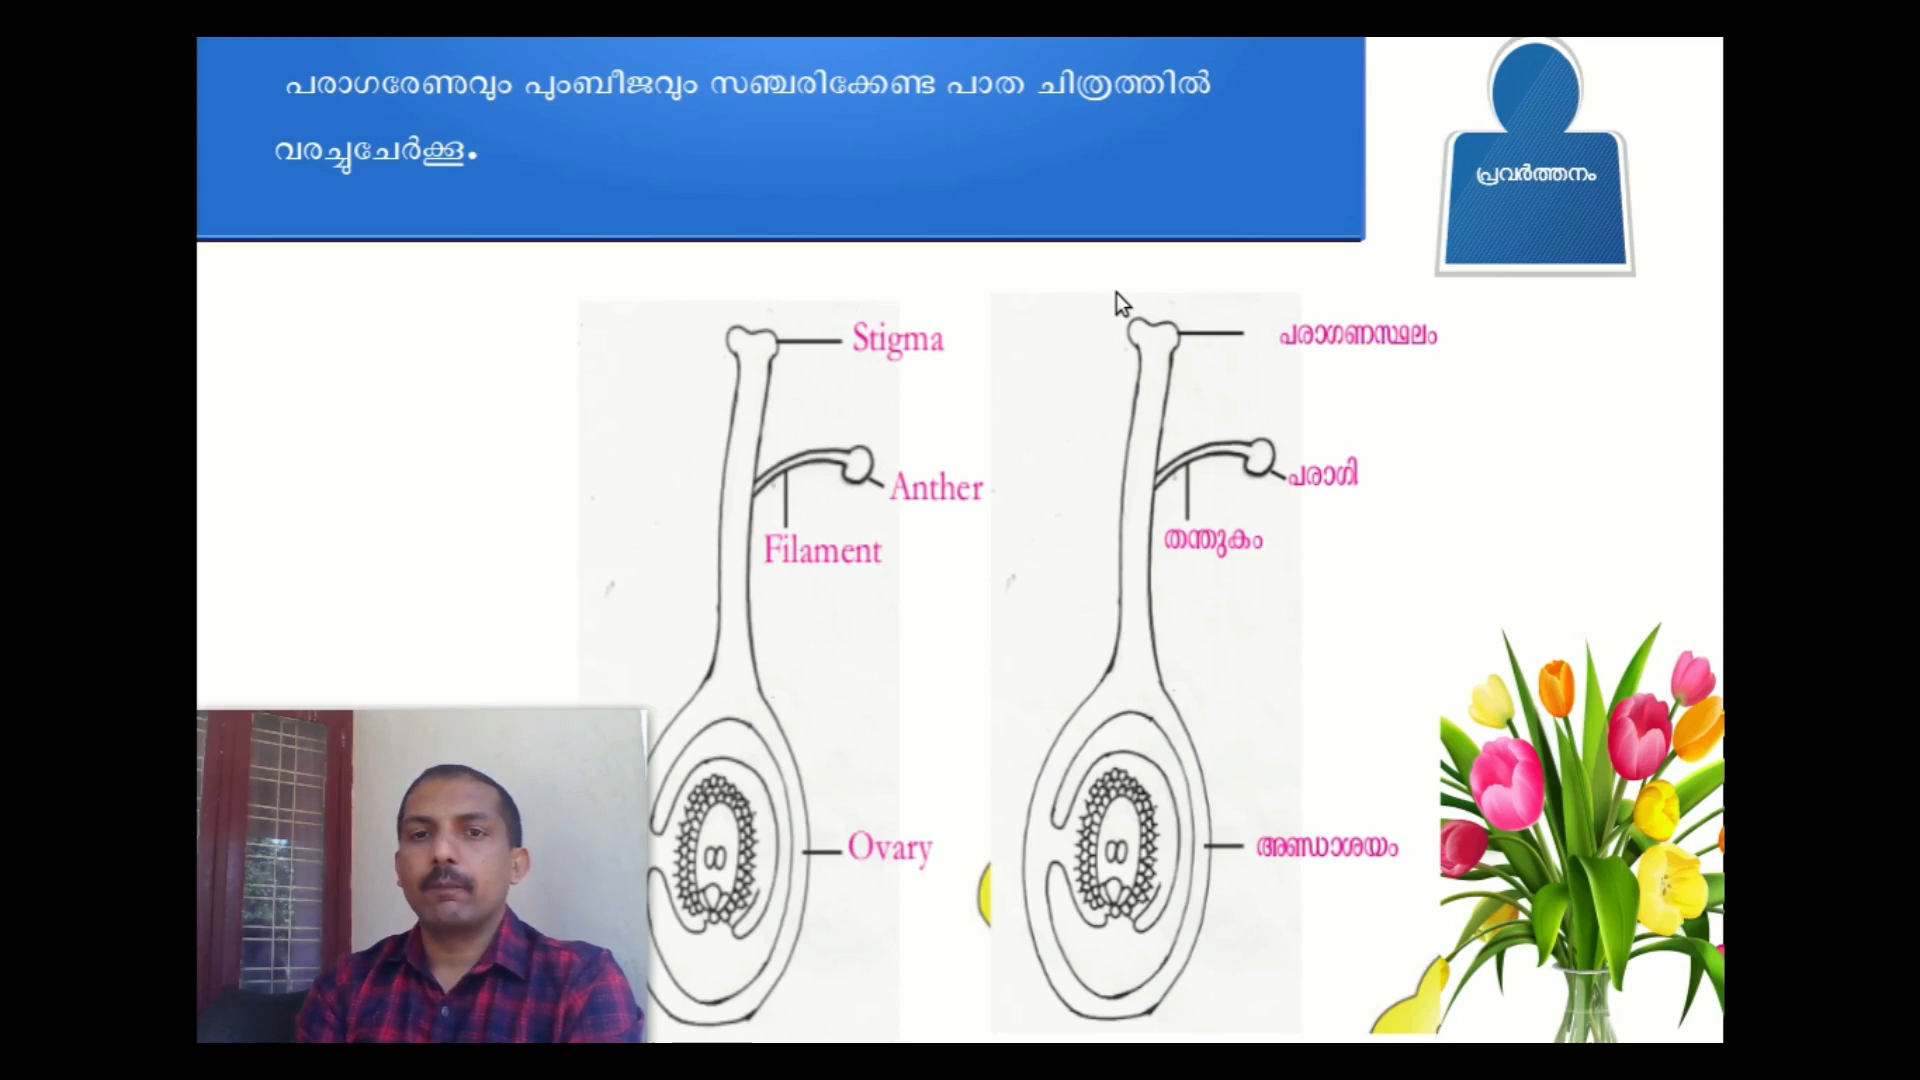 പരാഗരേണുവും പുംബീജവും സഞ്ചരിക്കേണ്ട പാത ചിത്രത്തിൽ
വരച്ചുചേർക്കൂ.
പ്രവർത്തനം
Stigma
Anther
Filament
Ovary
പരാഗണസ്ഥലം
പരാഗി
തന്തുകം
അണ്ഡാശയം